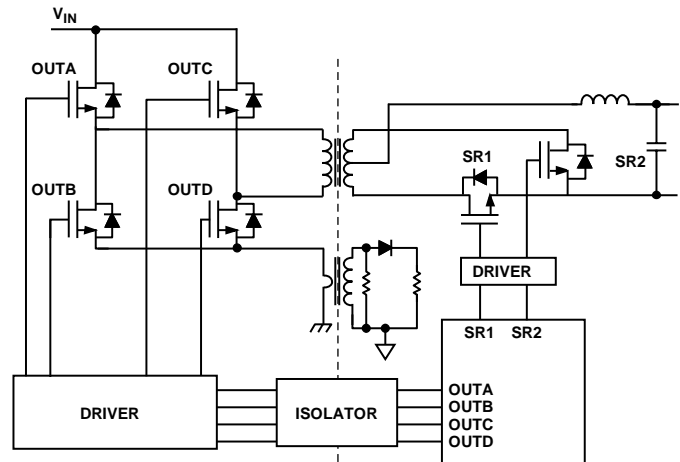 VIN
OUTA
OUTC
OUTB
OUTD
SR1
SR2
DRIVER
SR1 SR2
DRIVER
ISOLATOR
OUTA
OUTB
OUTC
OUTD